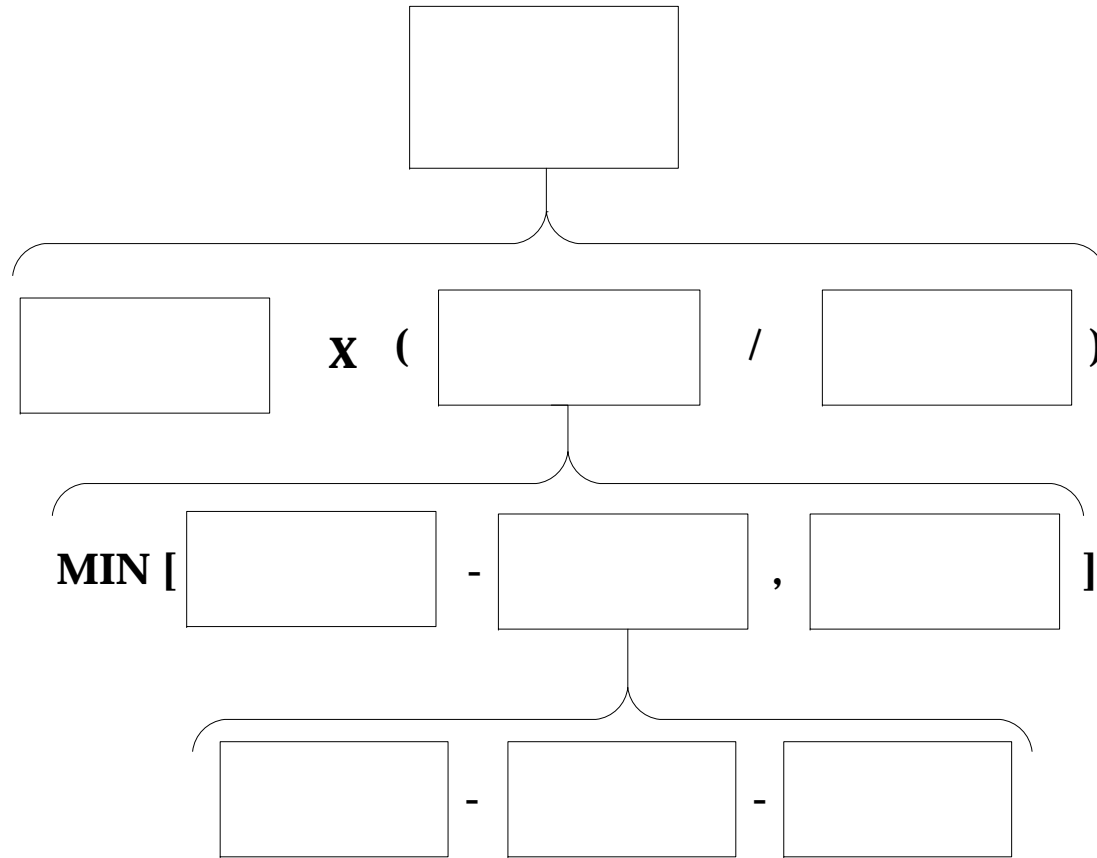 X ( / )
MIN [ - , ]
- -